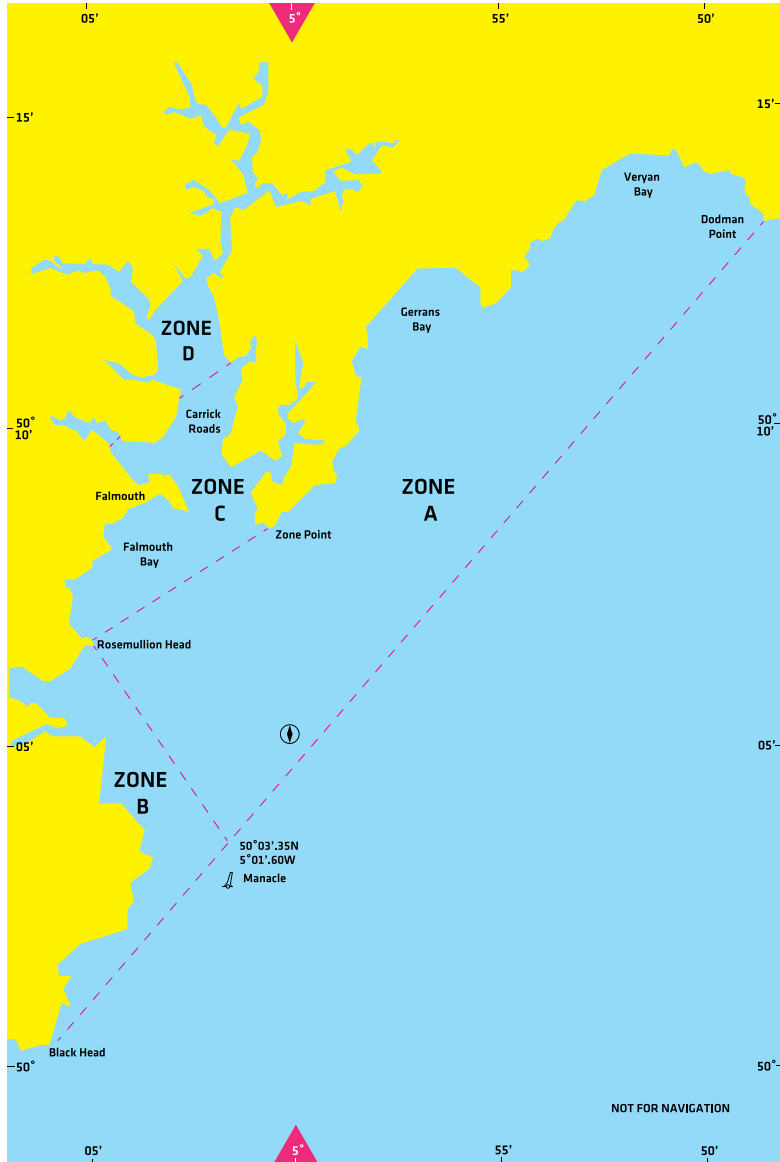 05’
5°
55’
50’
15’
15’
Veryan
Bay
Dodman
Point
Gerrans
Bay
ZONE
D
Carrick
Roads
50°
10’
50°
10’
Falmouth
ZONE
C
ZONE
A
Zone Point
Falmouth
Bay
Rosemullion Head
05’
05’
ZONE
B
50°03’.35N
5°01’.60W
Manacle
Black Head
50°
50°
NOT FOR NAVIGATION
05’
5°
55’
50’